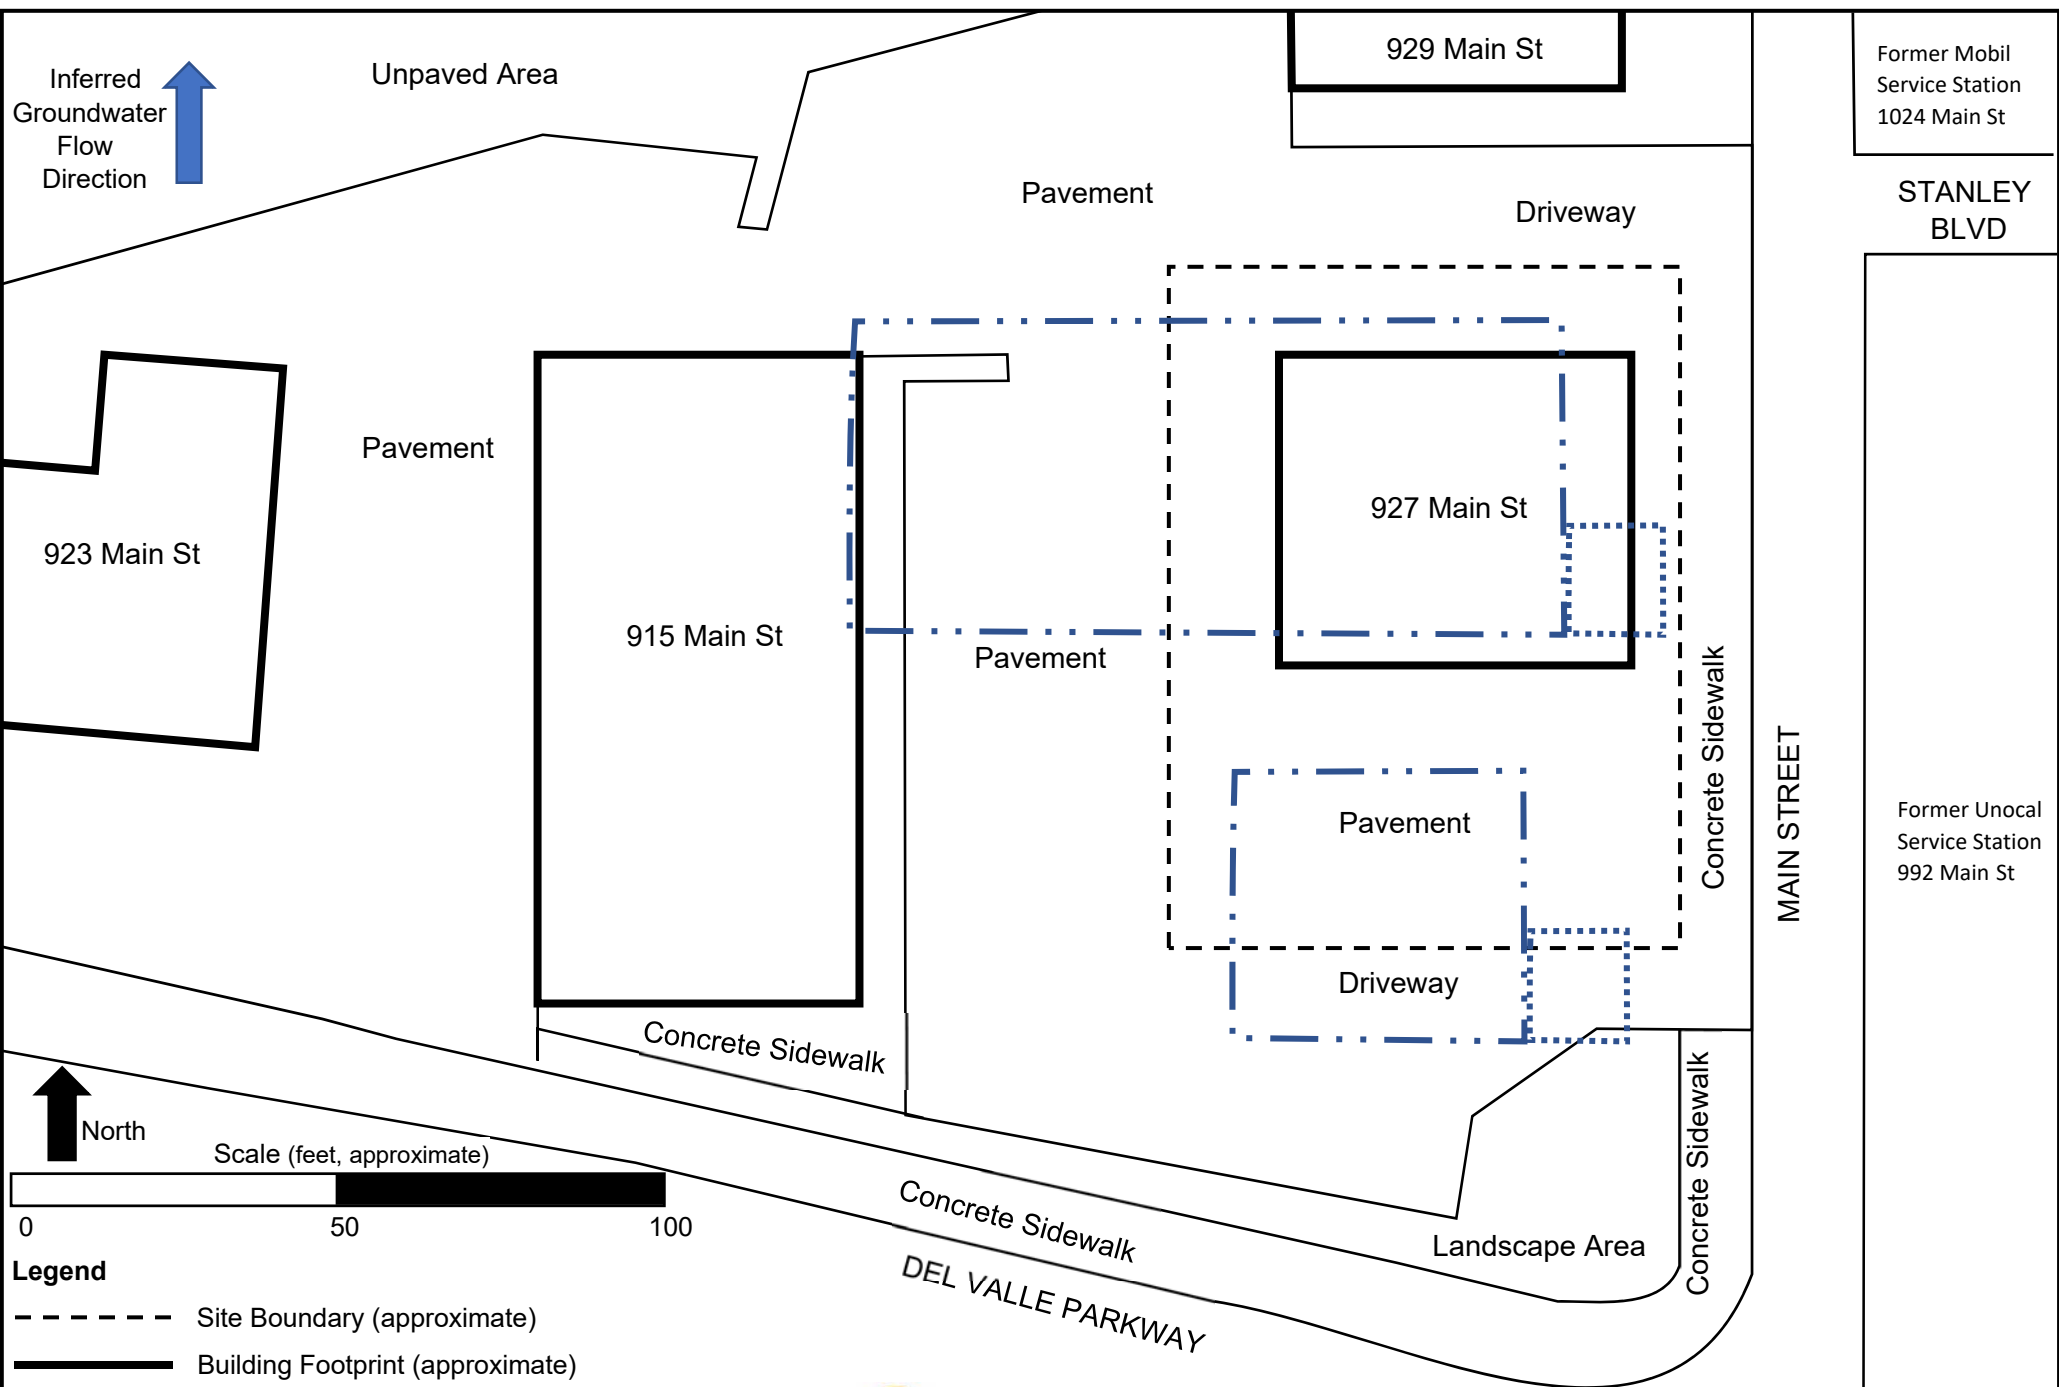 929 Main St
Former Mobil
Service Station
1024 Main St
Inferred
Groundwater
Flow
Direction
Unpaved Area
Pavement
Driveway
STANLEY
BLVD
Pavement
923 Main St
915 Main St
927 Main St
Pavement
Concrete Sidewalk
MAIN STREET
Pavement
Former Unocal
Service Station
992 Main St
Driveway
Concrete Sidewalk
Concrete Sidewalk
North
Scale (feet, approximate)
0 50 100
Concrete Sidewalk
Landscape Area
DEL VALLE PARKWAY
Legend
Site Boundary (approximate)
Building Footprint (approximate)